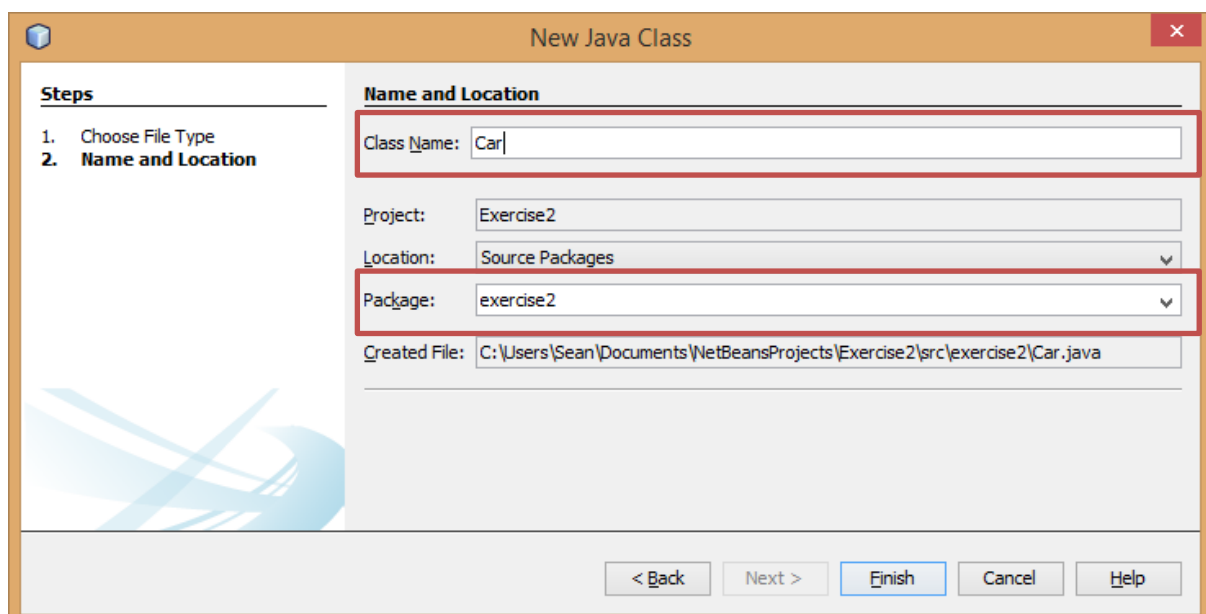 New Java Class
Steps
1. Choose File Type
2. Name and Location
Name and Location
Class Name: Car
Project: Exercise2
Location: Source Packages
Package: exercise2
Created File: C:\Users\Sean\Documents\NetBeansProjects\Exercise2\src\exercise2\Car.java
< Back Next > Finish Cancel Help